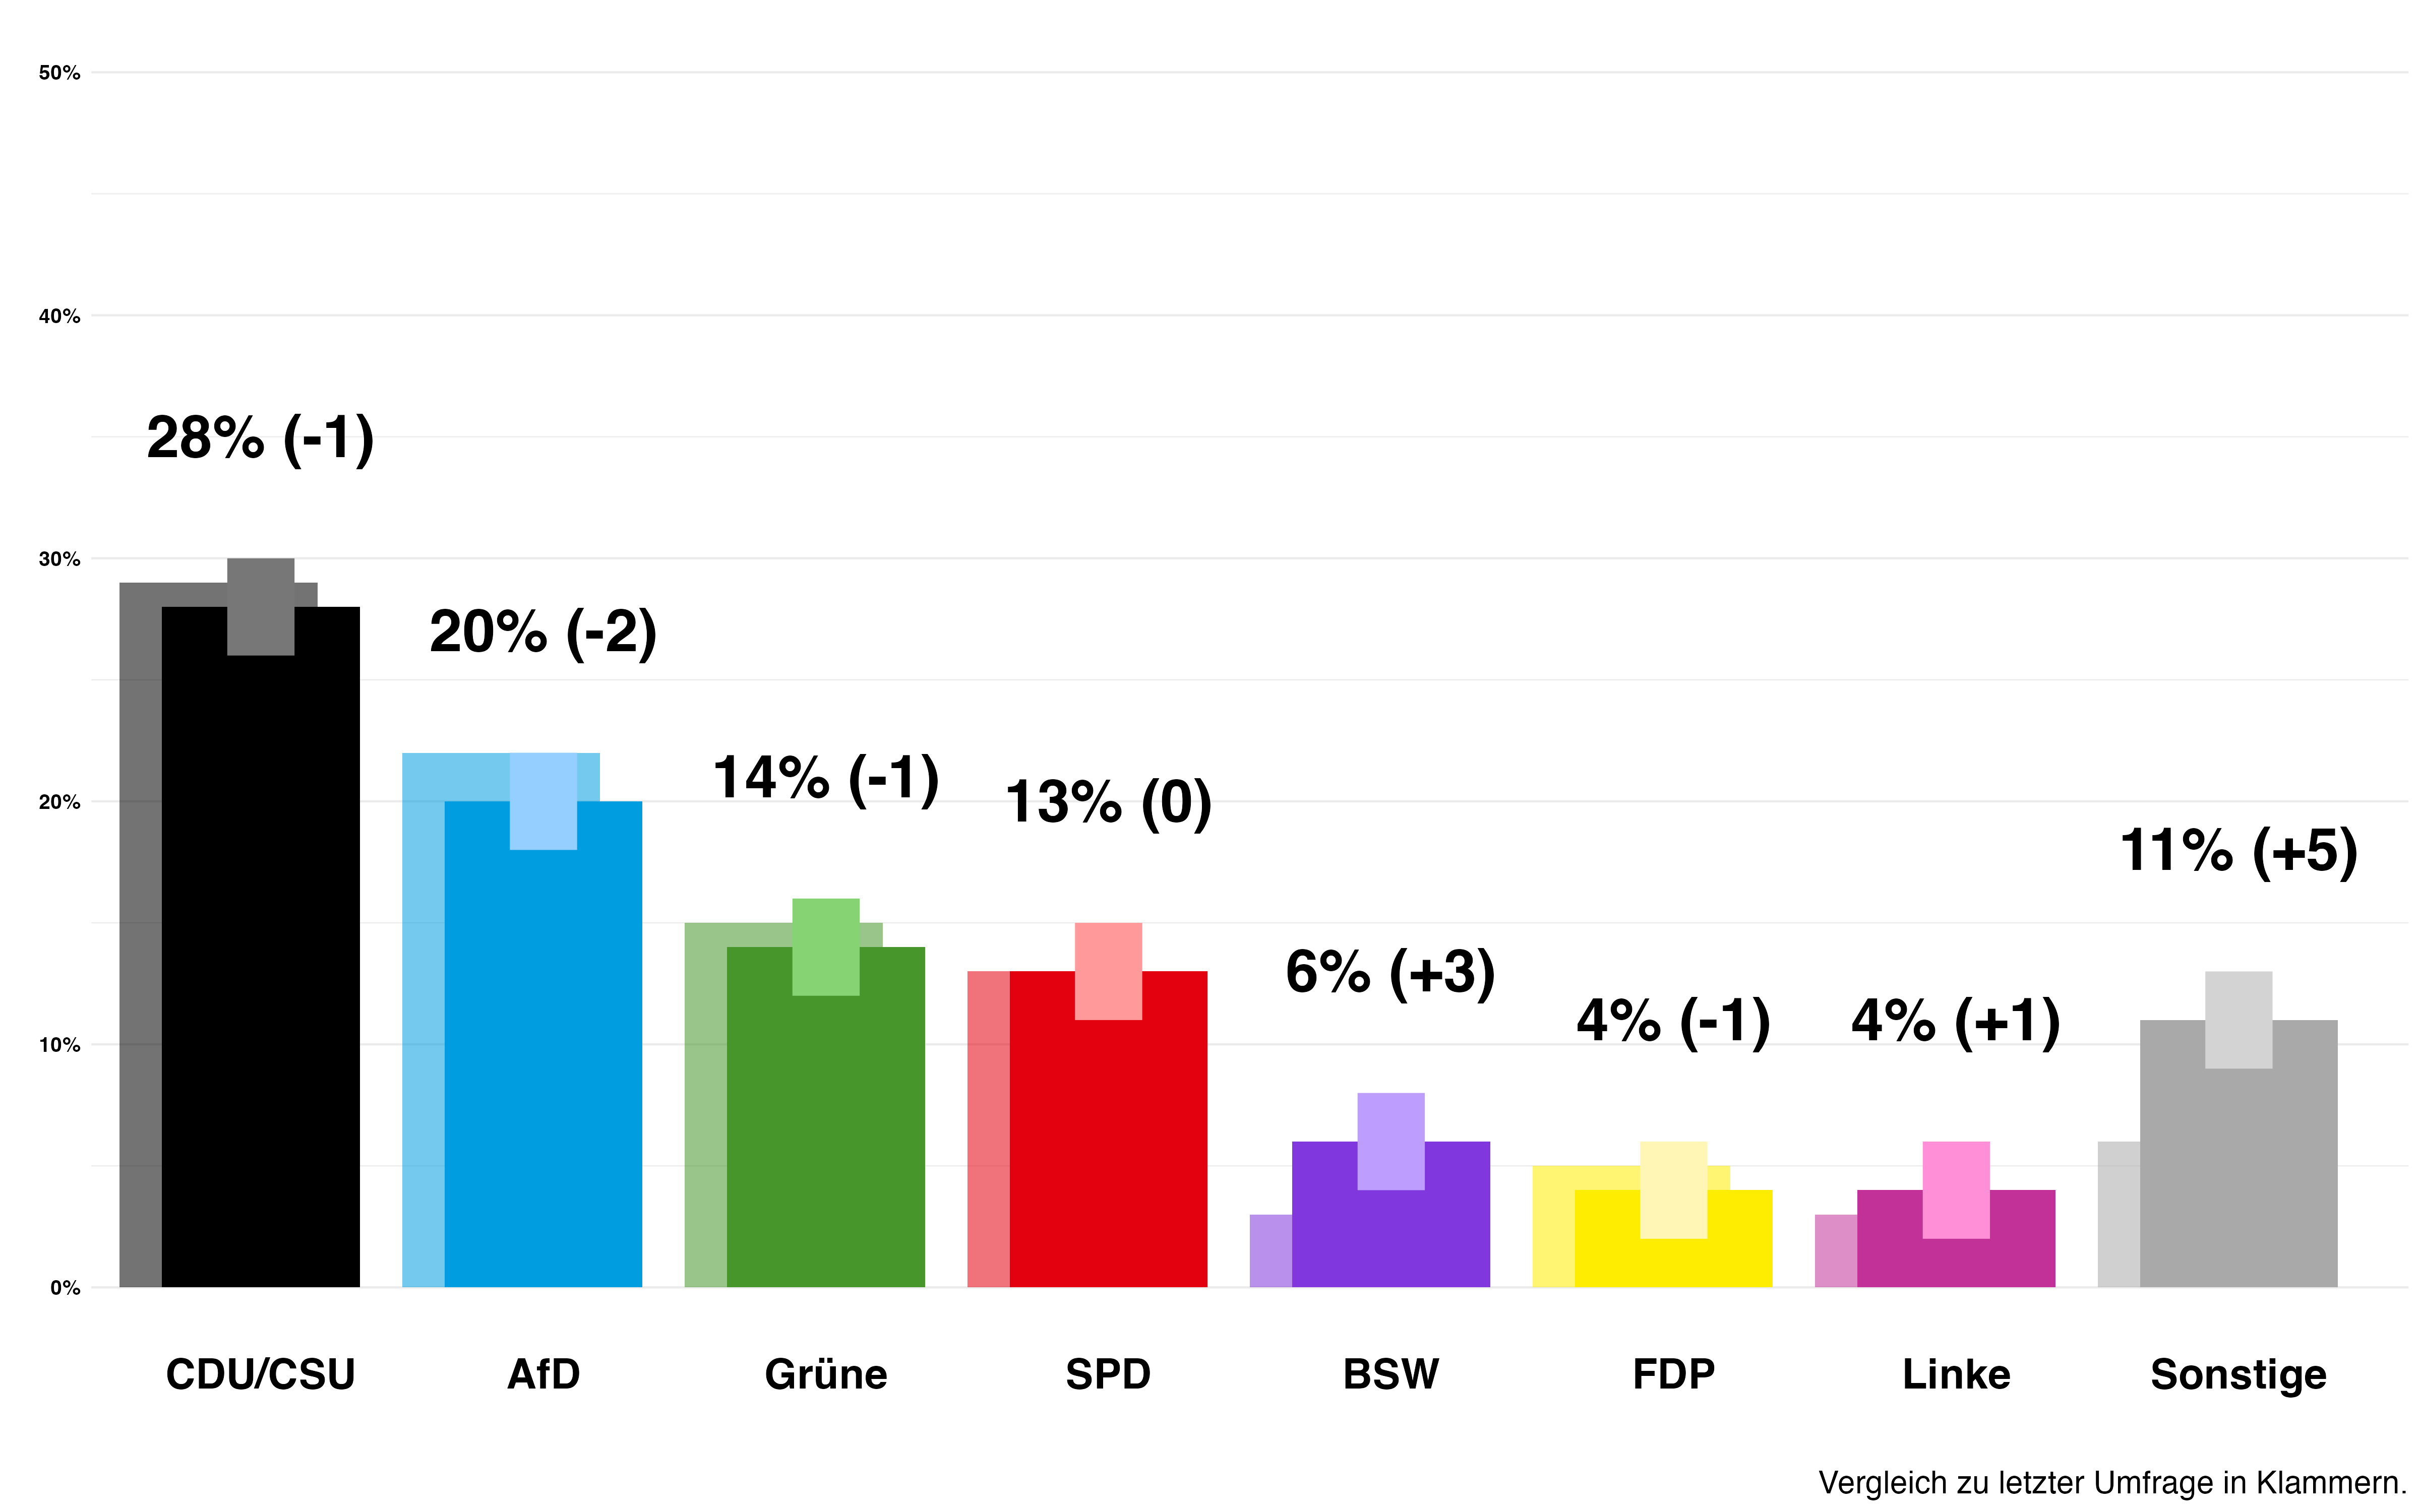 50%
40%
30%
20%
10%
0%
28% (-1)
20% (-2)
14% (-1)
13% (0)
6% (+3)
4% (-1)
4% (+1)
11% (+5)
CDU/CSU
AfD
Grüne
SPD
BSW
FDP
Linke
Sonstige
Vergleich zu letzter Umfrage in Klammern.